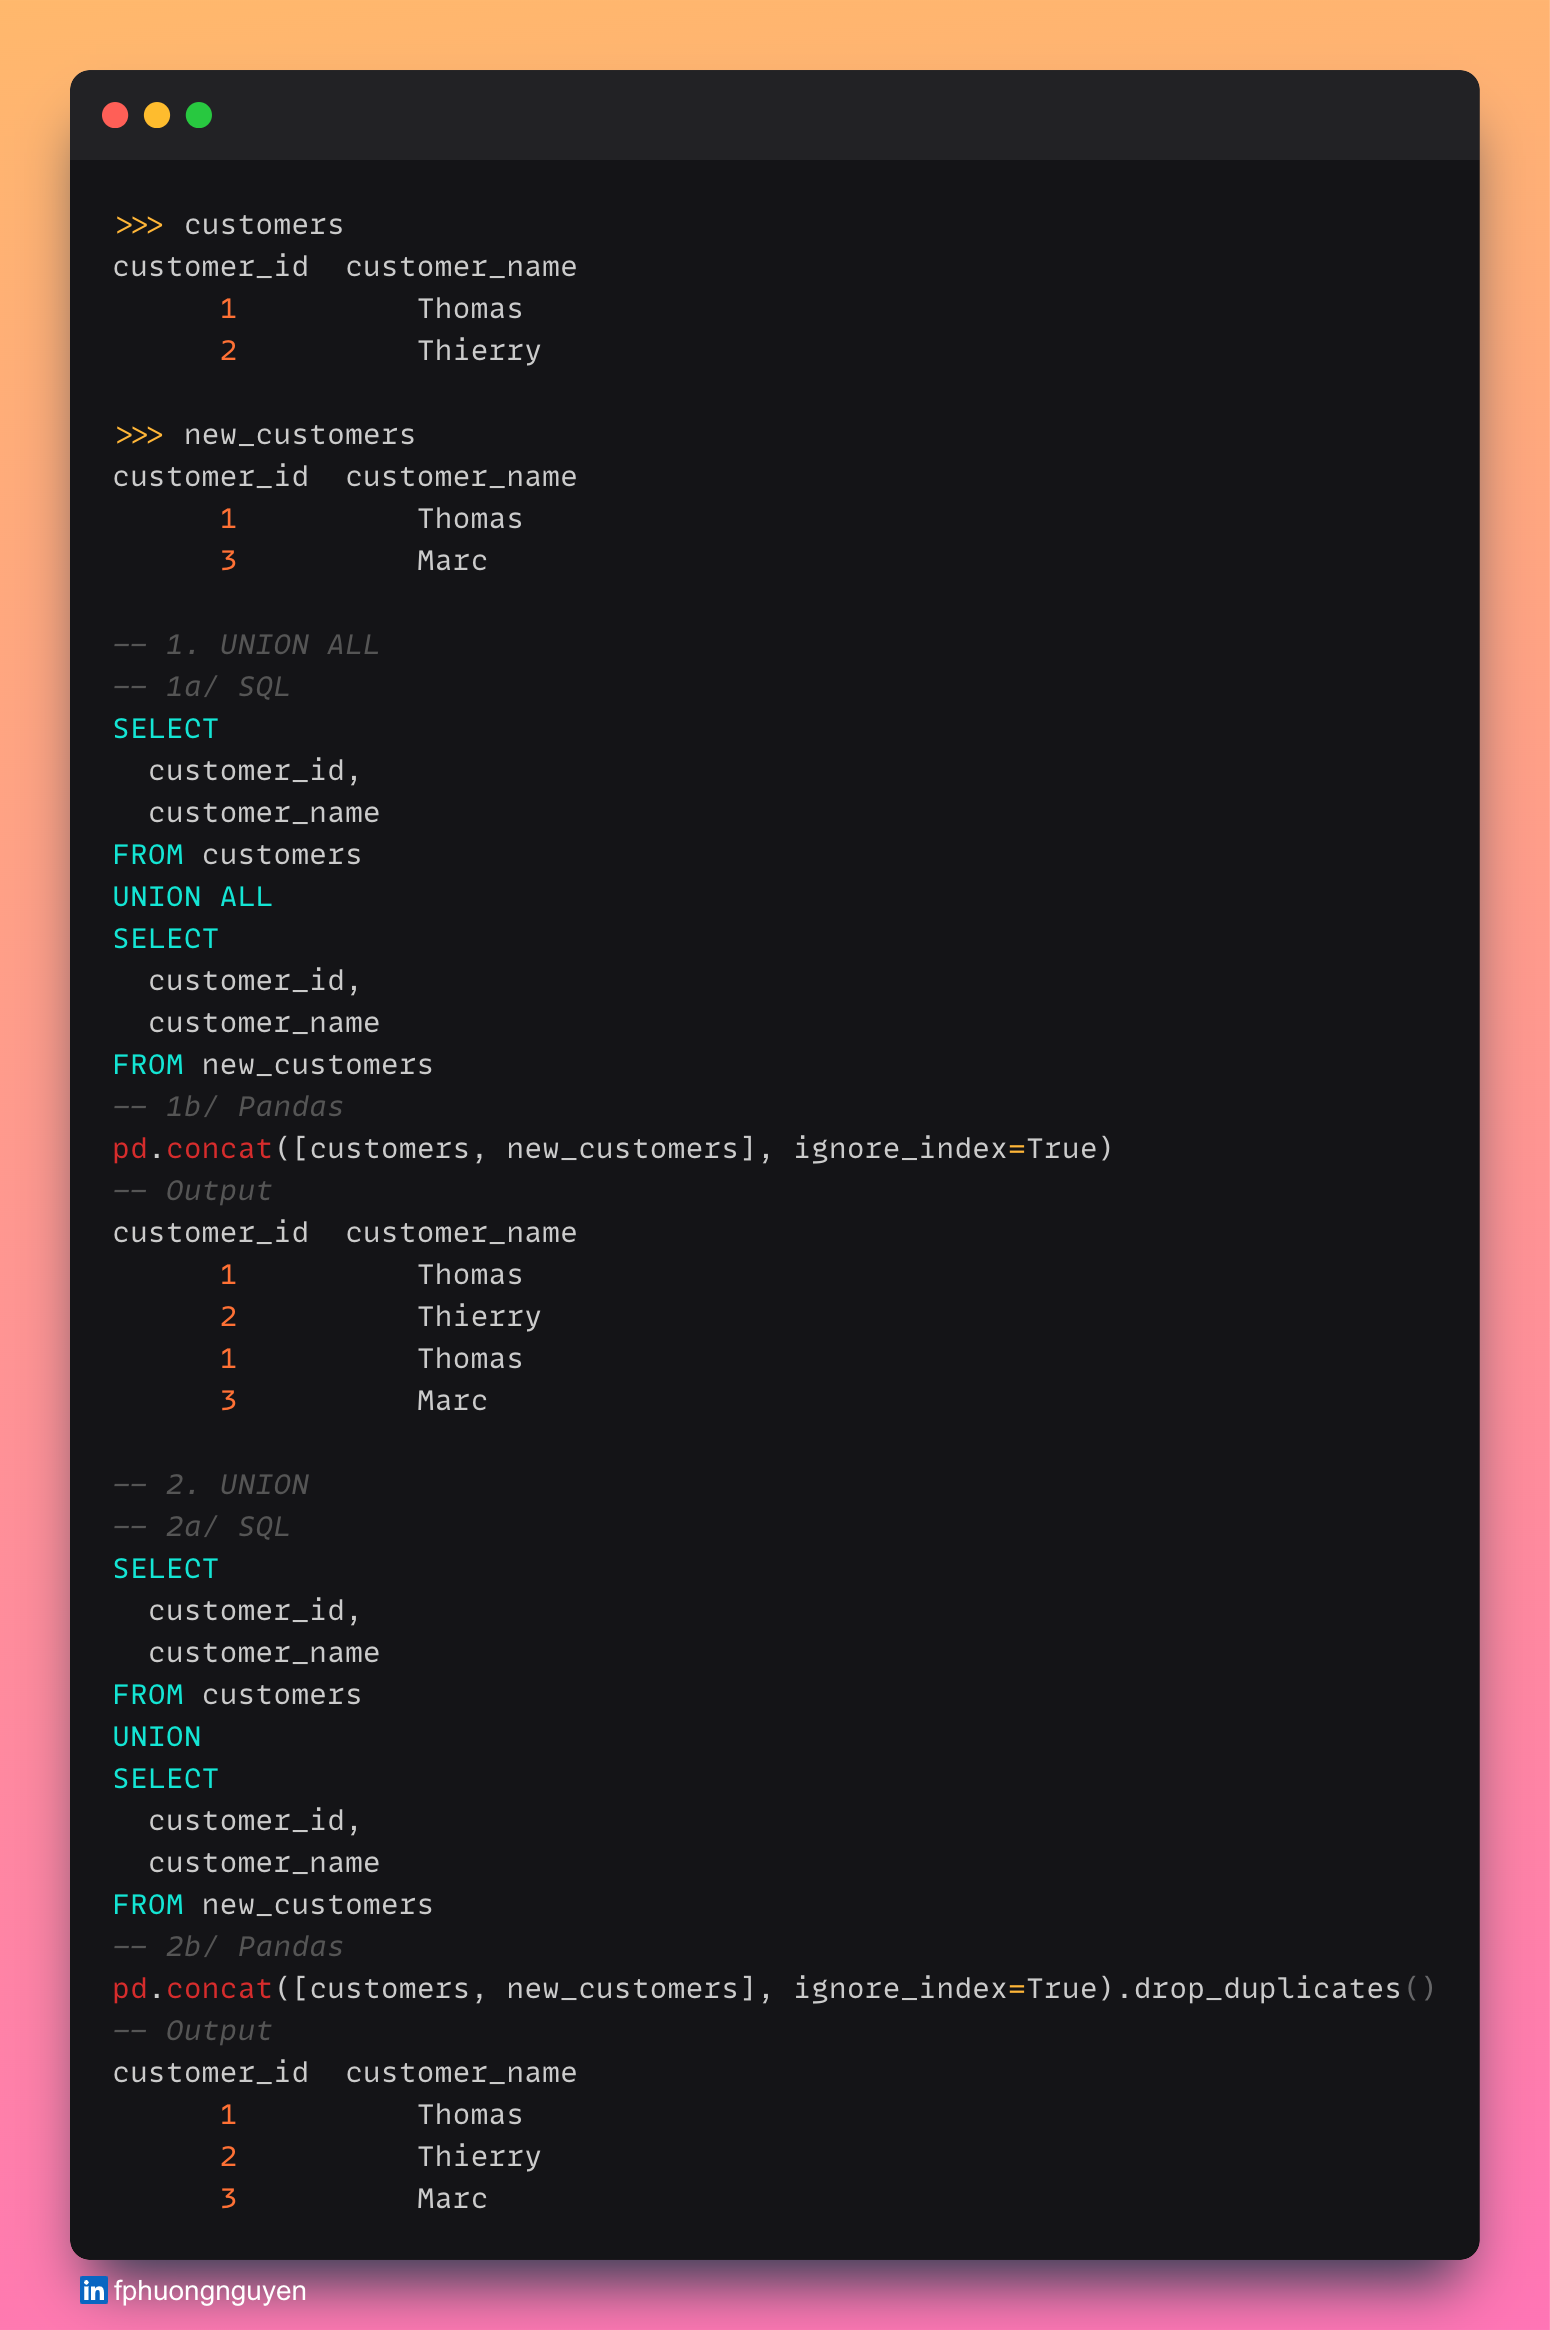 >>> customers
customer_id  customer_name
      1          Thomas
      2          Thierry

>>> new_customers
customer_id  customer_name
      1          Thomas
      3          Marc

-- 1. UNION ALL
-- 1a/ SQL
SELECT
  customer_id,
  customer_name
FROM customers
UNION ALL
SELECT
  customer_id,
  customer_name
FROM new_customers
-- 1b/ Pandas
pd.concat([customers, new_customers], ignore_index=True)
-- Output
customer_id  customer_name
      1          Thomas
      2          Thierry
      1          Thomas
      3          Marc

-- 2. UNION
-- 2a/ SQL
SELECT
  customer_id,
  customer_name
FROM customers
UNION
SELECT
  customer_id,
  customer_name
FROM new_customers
-- 2b/ Pandas
pd.concat([customers, new_customers], ignore_index=True).drop_duplicates()
-- Output
customer_id  customer_name
      1          Thomas
      2          Thierry
      3          Marc
in fphuongnguyen